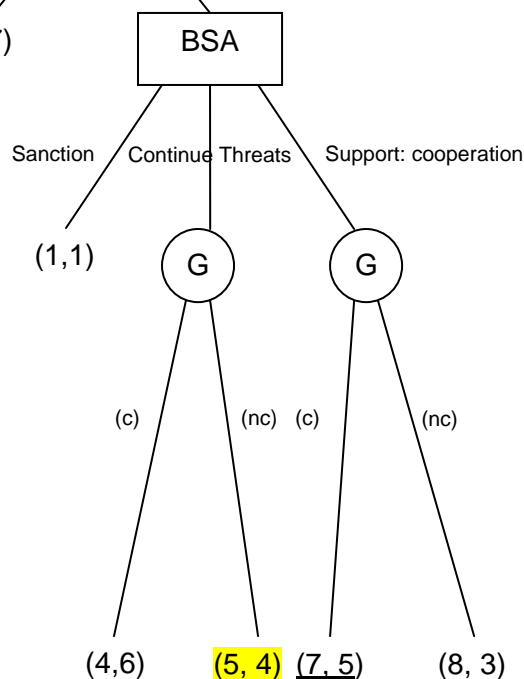 BSA
Sanction Continue Threats Support: cooperation
(1,1) G G
(c) (nc) (c) (nc)
(4,6) (5, 4) (7, 5) (8, 3)